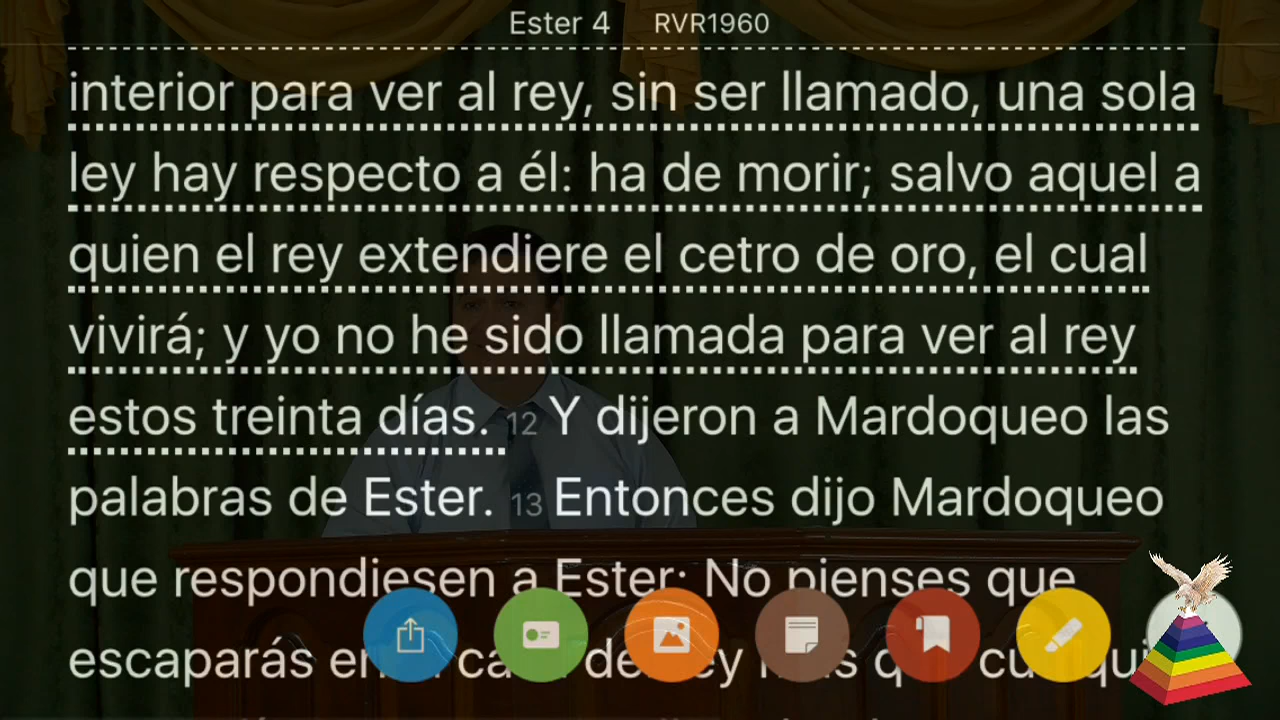 Ester 4 RVR1960
interior para ver al rey, sin ser llamado, una sola
ley hay respecto a él: ha de morir; salvo aquel a
quien el rey extendiere el cetro de oro, el cual
vivirá; y yo no he sido llamada para ver al rey
estos treinta días. 12 Y dijeron a Mardoqueo las
palabras de Ester. 13 Entonces dijo Mardoqueo
que respondiesen a Ester: No pienses que
escaparás